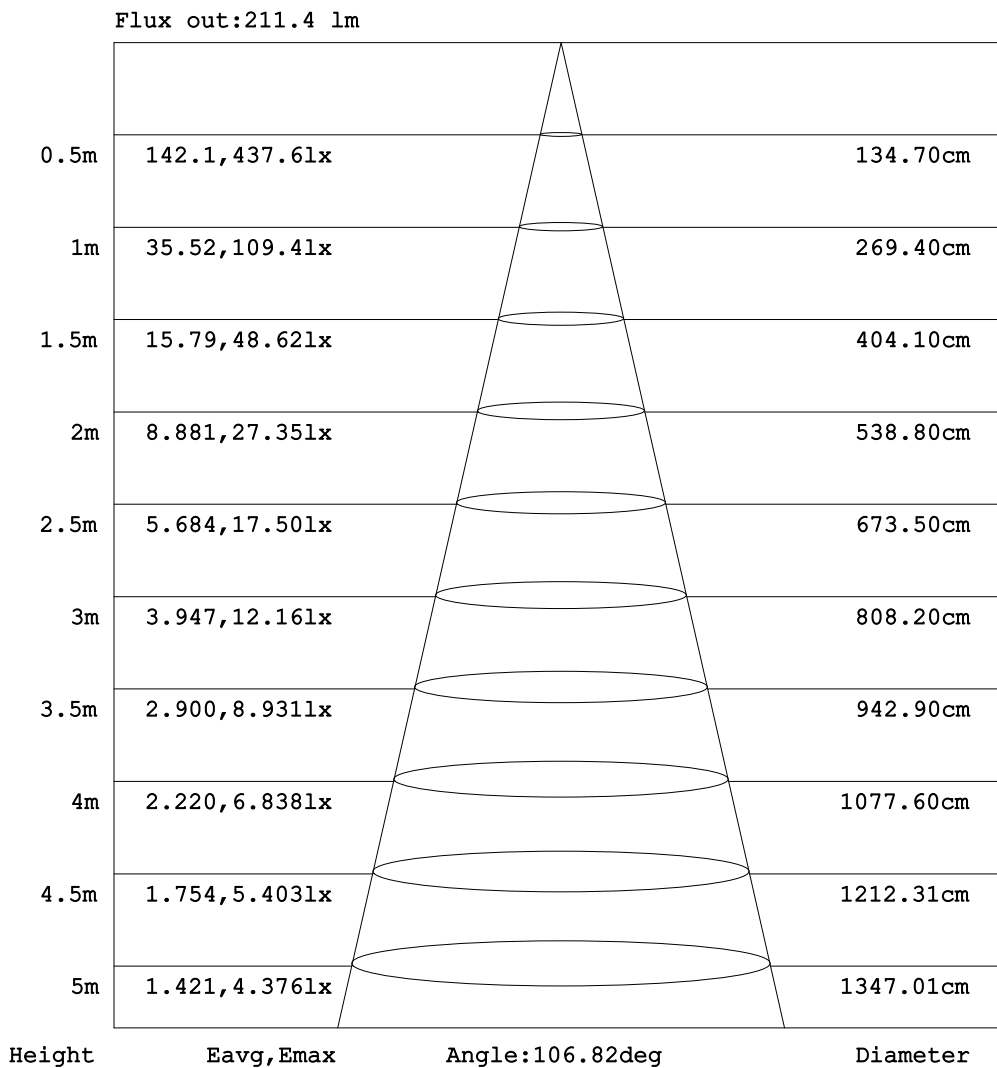 Flux out:211.4 lm
0.5m 142.1,437.6lx 134.70cm
1m 35.52,109.4lx 269.40cm
1.5m 15.79,48.62lx 404.10cm
2m 8.881,27.35lx 538.80cm
2.5m 5.684,17.50lx 673.50cm
3m 3.947,12.16lx 808.20cm
3.5m 2.900,8.931lx 942.90cm
4m 2.220,6.838lx 1077.60cm
4.5m 1.754,5.403lx 1212.31cm
5m 1.421,4.376lx 1347.01cm
Height Eavg,Emax Angle:106.82deg Diameter